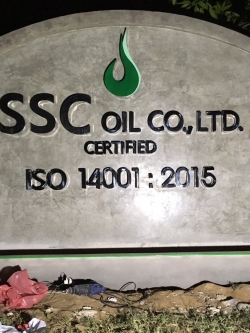 SSC OIL CO., LTD.
CERTIFIED
ISO 14001 : 2015